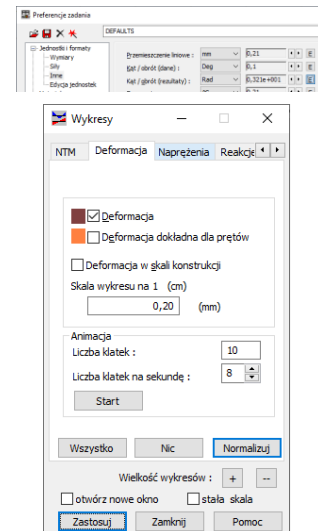 Preferencje zadania
DEFAULTS
Jednostki i formaty
Wymiary
Siły
Inne
Edycja jednostek
Przemieszczenie liniowe : mm 0,21
Kąt / obrót (dane) : Deg 0,1
Kąt / obrót (rezultaty) : Rad 0,321e+001
Wykresy
NTM Deformacja Naprężenia Reakcje
Deformacja
Deformacja dokładna dla prętów
Deformacja w skali konstrukcji
Skala wykresu na 1 (cm)
0,20 (mm)
Animacja
Liczba klatek : 10
Liczba klatek na sekundę : 8
Start
Wszystko Nic Normalizuj
Wielkość wykresów : + --
otwórz nowe okno stała skala
Zastosuj Zamknij Pomoc